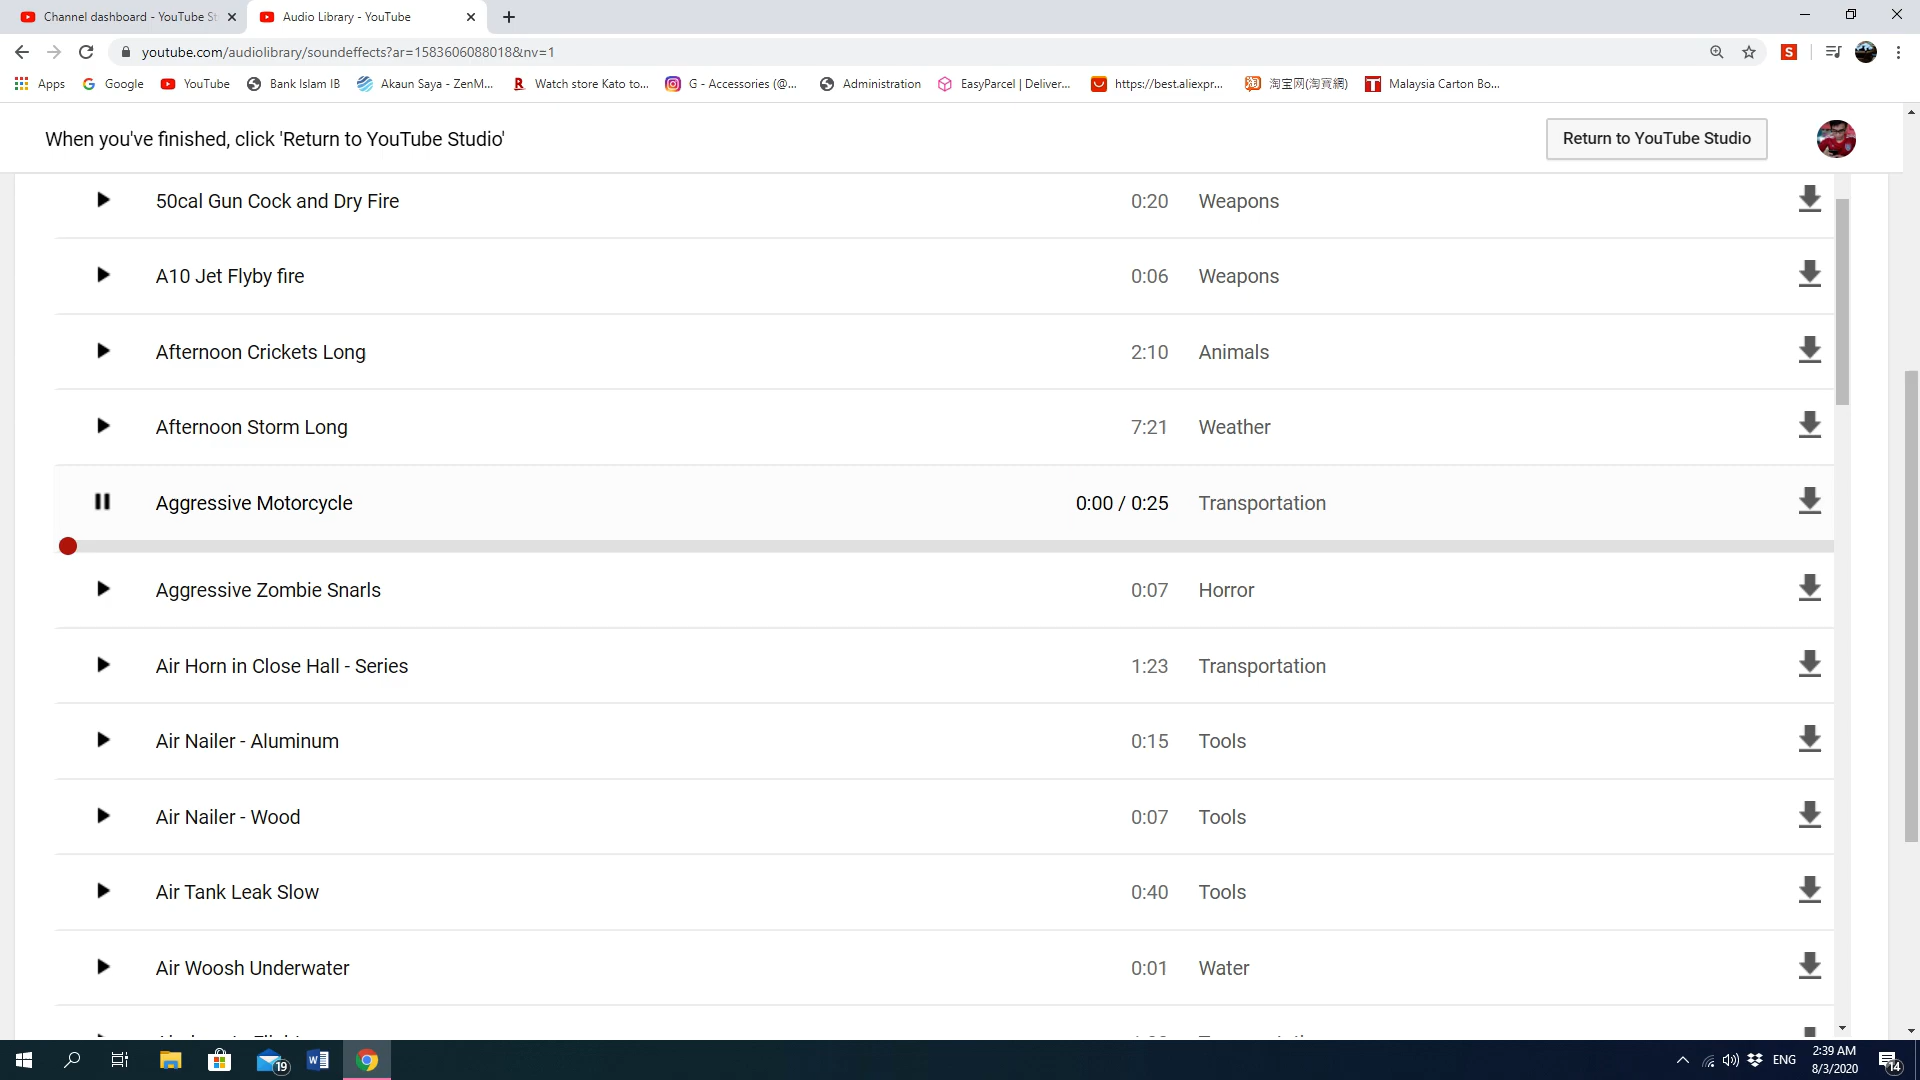 Channel dashboard - YouTube St
Audio Library - YouTube
youtube.com/audiolibrary/soundeffects?ar=1583606088018&nv=1
Apps
Google
YouTube
Bank Islam IB
Akaun Saya - ZenM...
Watch store Kato to...
G - Accessories (@...
Administration
EasyParcel | Deliver...
https://best.aliexpr...
淘宝网(淘寶網)
Malaysia Carton Bo...
When you've finished, click 'Return to YouTube Studio'
Return to YouTube Studio
50cal Gun Cock and Dry Fire 0:20 Weapons
A10 Jet Flyby fire 0:06 Weapons
Afternoon Crickets Long 2:10 Animals
Afternoon Storm Long 7:21 Weather
Aggressive Motorcycle 0:00 / 0:25 Transportation
Aggressive Zombie Snarls 0:07 Horror
Air Horn in Close Hall - Series 1:23 Transportation
Air Nailer - Aluminum 0:15 Tools
Air Nailer - Wood 0:07 Tools
Air Tank Leak Slow 0:40 Tools
Air Woosh Underwater 0:01 Water
19
ENG
2:39 AM
8/3/2020
14